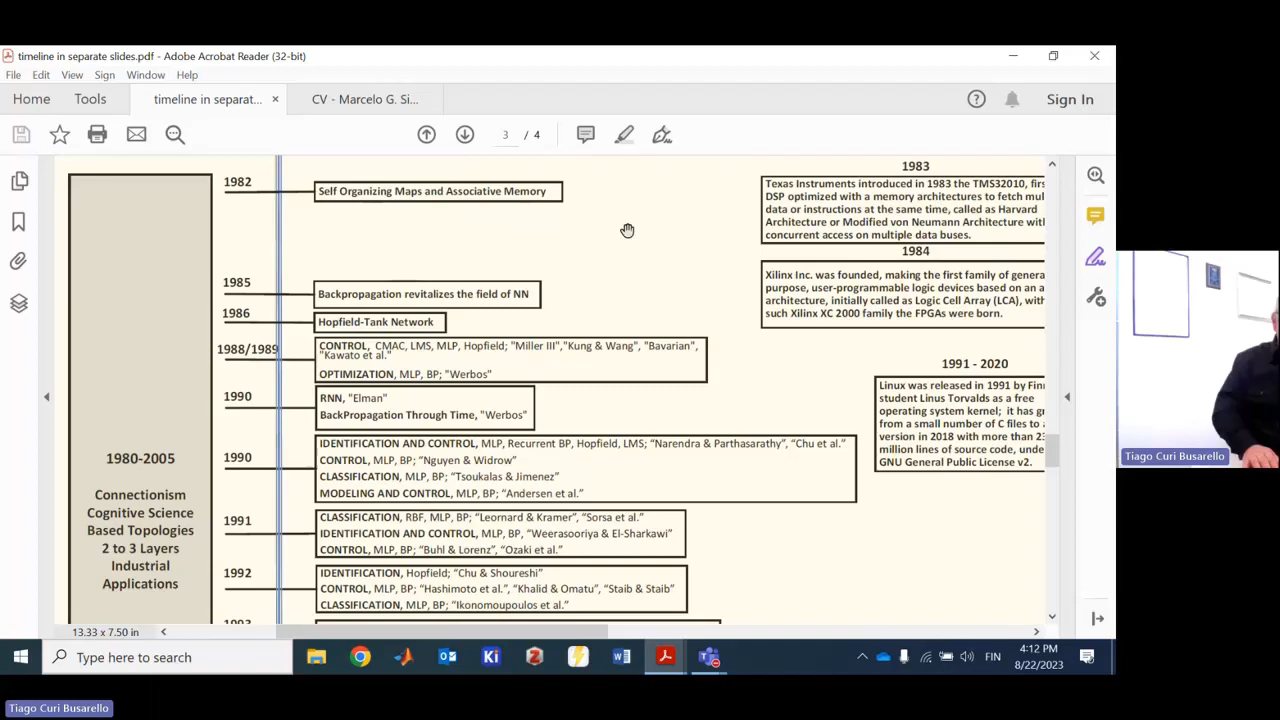 timeline in separate slides.pdf - Adobe Acrobat Reader (32-bit)
File Edit View Sign Window Help
Home Tools timeline in separat... × CV - Marcelo G. Si... Sign In
3 / 4
1980-2005
Connectionism
Cognitive Science
Based Topologies
2 to 3 Layers
Industrial
Applications
1982
Self Organizing Maps and Associative Memory
1985
Backpropagation revitalizes the field of NN
1986
Hopfield-Tank Network
1988/1989
CONTROL, CMAC, LMS, MLP, Hopfield; "Miller III","Kung & Wang", "Bavarian",
"Kawato et al."
OPTIMIZATION, MLP, BP; "Werbos"
1990
RNN, "Elman"
BackPropagation Through Time, "Werbos"
1990
IDENTIFICATION AND CONTROL, MLP, Recurrent BP, Hopfield, LMS; “Narendra & Parthasarathy”, “Chu et al.”
CONTROL, MLP, BP; “Nguyen & Widrow”
CLASSIFICATION, MLP, BP; “Tsoukalas & Jimenez”
MODELING AND CONTROL, MLP, BP; “Andersen et al.”
1991
CLASSIFICATION, RBF, MLP, BP; “Leornard & Kramer”, “Sorsa et al.”
IDENTIFICATION AND CONTROL, MLP, BP, “Weerasooriya & El-Sharkawi”
CONTROL, MLP, BP; “Buhl & Lorenz”, “Ozaki et al.”
1992
IDENTIFICATION, Hopfield; “Chu & Shoureshi”
CONTROL, MLP, BP; “Hashimoto et al.”, “Khalid & Omatu”, “Staib & Staib”
CLASSIFICATION, MLP, BP; “Ikonomoupoulos et al.”
1993
1983
Texas Instruments introduced in 1983 the TMS32010, firs
DSP optimized with a memory architectures to fetch mul
data or instructions at the same time, called as Harvard
Architecture or Modified von Neumann Architecture with
concurrent access on multiple data buses.
1984
Xilinx Inc. was founded, making the first family of genera
purpose, user-programmable logic devices based on an a
architecture, initially called as Logic Cell Array (LCA), with
such Xilinx XC 2000 family the FPGAs were born.
1991 - 2020
Linux was released in 1991 by Finn
student Linus Torvalds as a free
operating system kernel; it has gr
from a small number of C files to a
version in 2018 with more than 23
million lines of source code, unde
GNU General Public License v2.
13.33 x 7.50 in
Tiago Curi Busarello
Type here to search
Ki
FIN
4:12 PM
8/22/2023
Tiago Curi Busarello